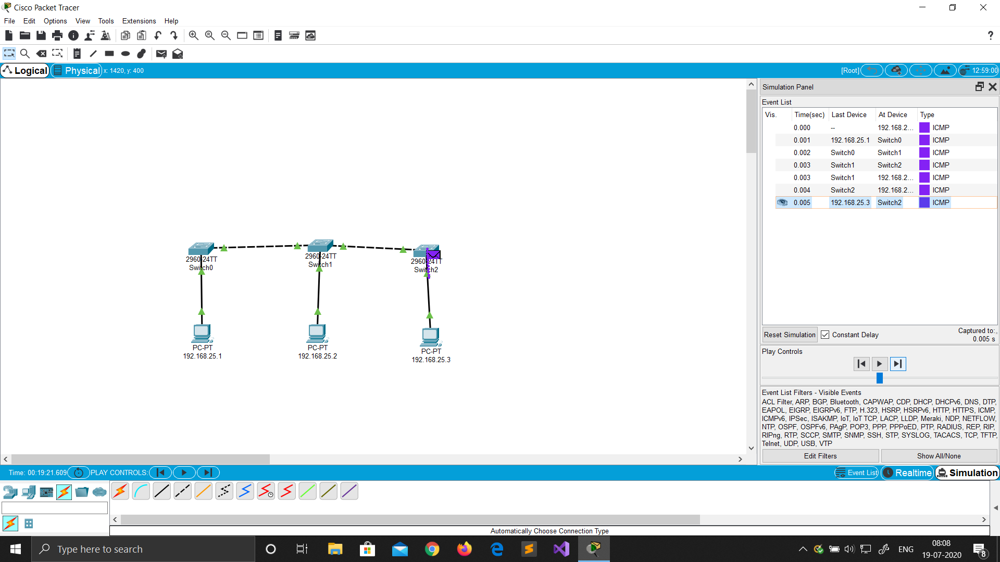 Cisco Packet Tracer
File Edit Options View Tools Extensions Help
Logical Physical x: 1420, y: 400 [Root] 12:59:00
Simulation Panel
Event List
Vis. Time(sec) Last Device At Device Type
0.000 -- 192.168.2... ICMP
0.001 192.168.25.1 Switch0 ICMP
0.002 Switch0 Switch1 ICMP
0.003 Switch1 Switch2 ICMP
0.003 Switch1 192.168.2... ICMP
0.004 Switch2 192.168.2... ICMP
0.005 192.168.25.3 Switch2 ICMP
2960-24TT
Switch0
2960-24TT
Switch1
2960-24TT
Switch2
PC-PT
192.168.25.1
PC-PT
192.168.25.2
PC-PT
192.168.25.3
Reset Simulation Constant Delay Captured to:
0.005 s
Play Controls
Event List Filters - Visible Events
ACL Filter, ARP, BGP, Bluetooth, CAPWAP, CDP, DHCP, DHCPv6, DNS, DTP,
EAPOL, EIGRP, EIGRPv6, FTP, H.323, HSRP, HSRPv6, HTTP, HTTPS, ICMP,
ICMPv6, IPSec, ISAKMP, IoT, IoT TCP, LACP, LLDP, Meraki, NDP, NETFLOW,
NTP, OSPF, OSPFv6, PAgP, POP3, PPP, PPPoED, PTP, RADIUS, REP, RIP,
RIPng, RTP, SCCP, SMTP, SNMP, SSH, STP, SYSLOG, TACACS, TCP, TFTP,
Telnet, UDP, USB, VTP
Edit Filters Show All/None
Time: 00:19:21.609 PLAY CONTROLS: Event List Realtime Simulation
Automatically Choose Connection Type
Type here to search
ENG
08:08
19-07-2020
8